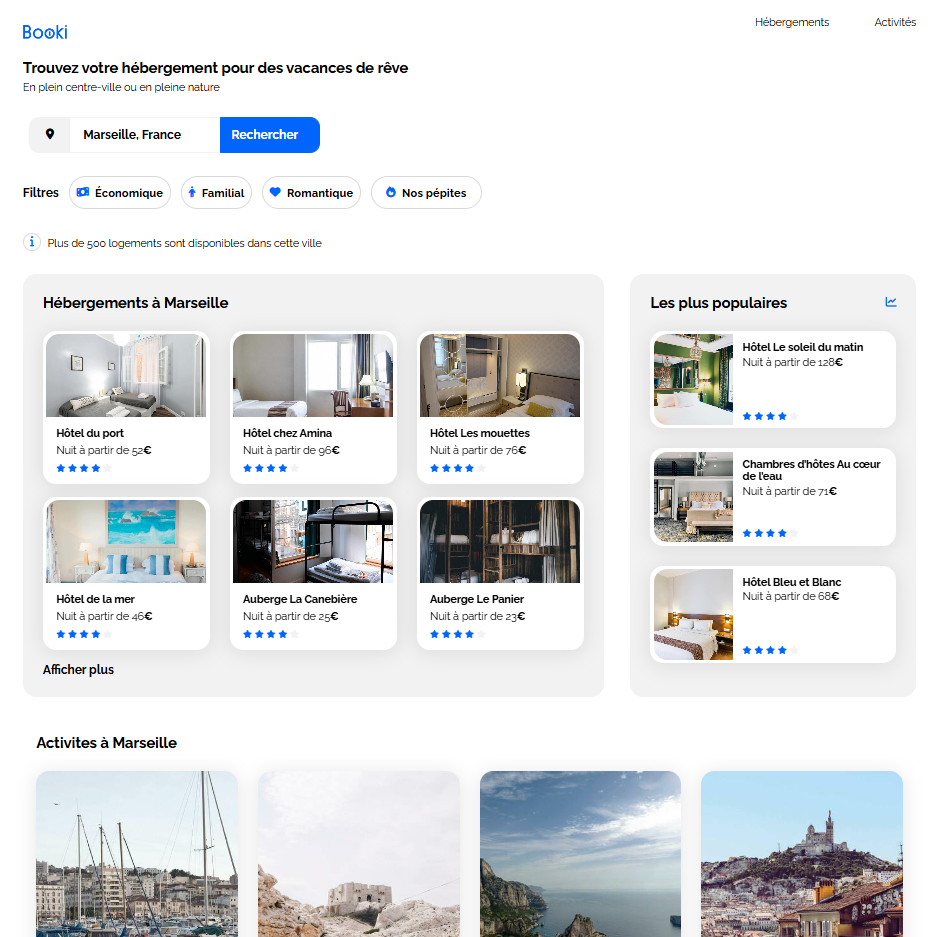 Booki
Hébergements
Activités
Trouvez votre hébergement pour des vacances de rêve
En plein centre-ville ou en pleine nature
Marseille, France
Rechercher
Filtres
Économique
Familial
Romantique
Nos pépites
Plus de 500 logements sont disponibles dans cette ville
Hébergements à Marseille
Hôtel du port
Nuit à partir de 52€
Hôtel chez Amina
Nuit à partir de 96€
Hôtel Les mouettes
Nuit à partir de 76€
Hôtel de la mer
Nuit à partir de 46€
Auberge La Canebière
Nuit à partir de 25€
Auberge Le Panier
Nuit à partir de 23€
Afficher plus
Les plus populaires
Hôtel Le soleil du matin
Nuit à partir de 128€
Chambres d'hôtes Au cœur
de l'eau
Nuit à partir de 71€
Hôtel Bleu et Blanc
Nuit à partir de 68€
Activites à Marseille